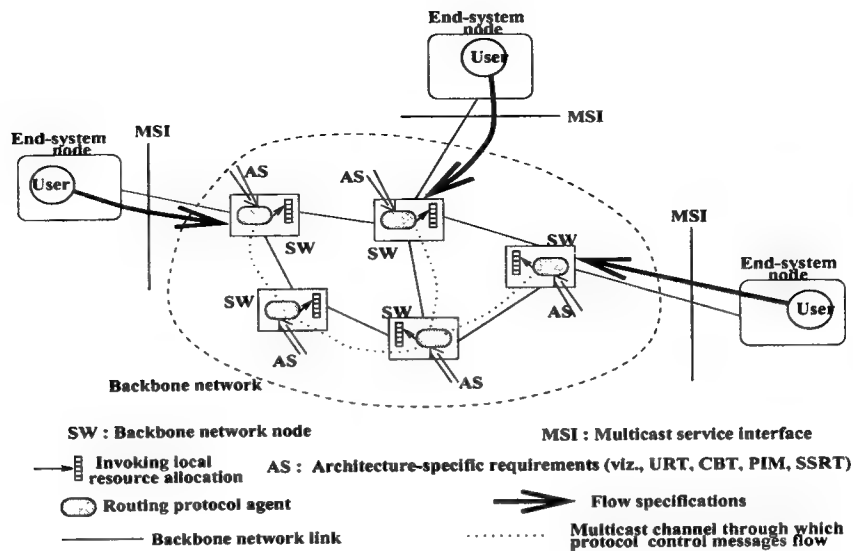 End-system
node
User
MSI
End-system
node
User
MSI
AS
AS
SW
SW
MSI
SW
End-system
node
User
SW
SW
AS
AS
AS
Backbone network
SW : Backbone network node
MSI : Multicast service interface
Invoking local
resource allocation
AS : Architecture-specific requirements (viz., URT, CBT, PIM, SSRT)
Routing protocol agent
Flow specifications
Backbone network link
Multicast channel through which
protocol control messages flow